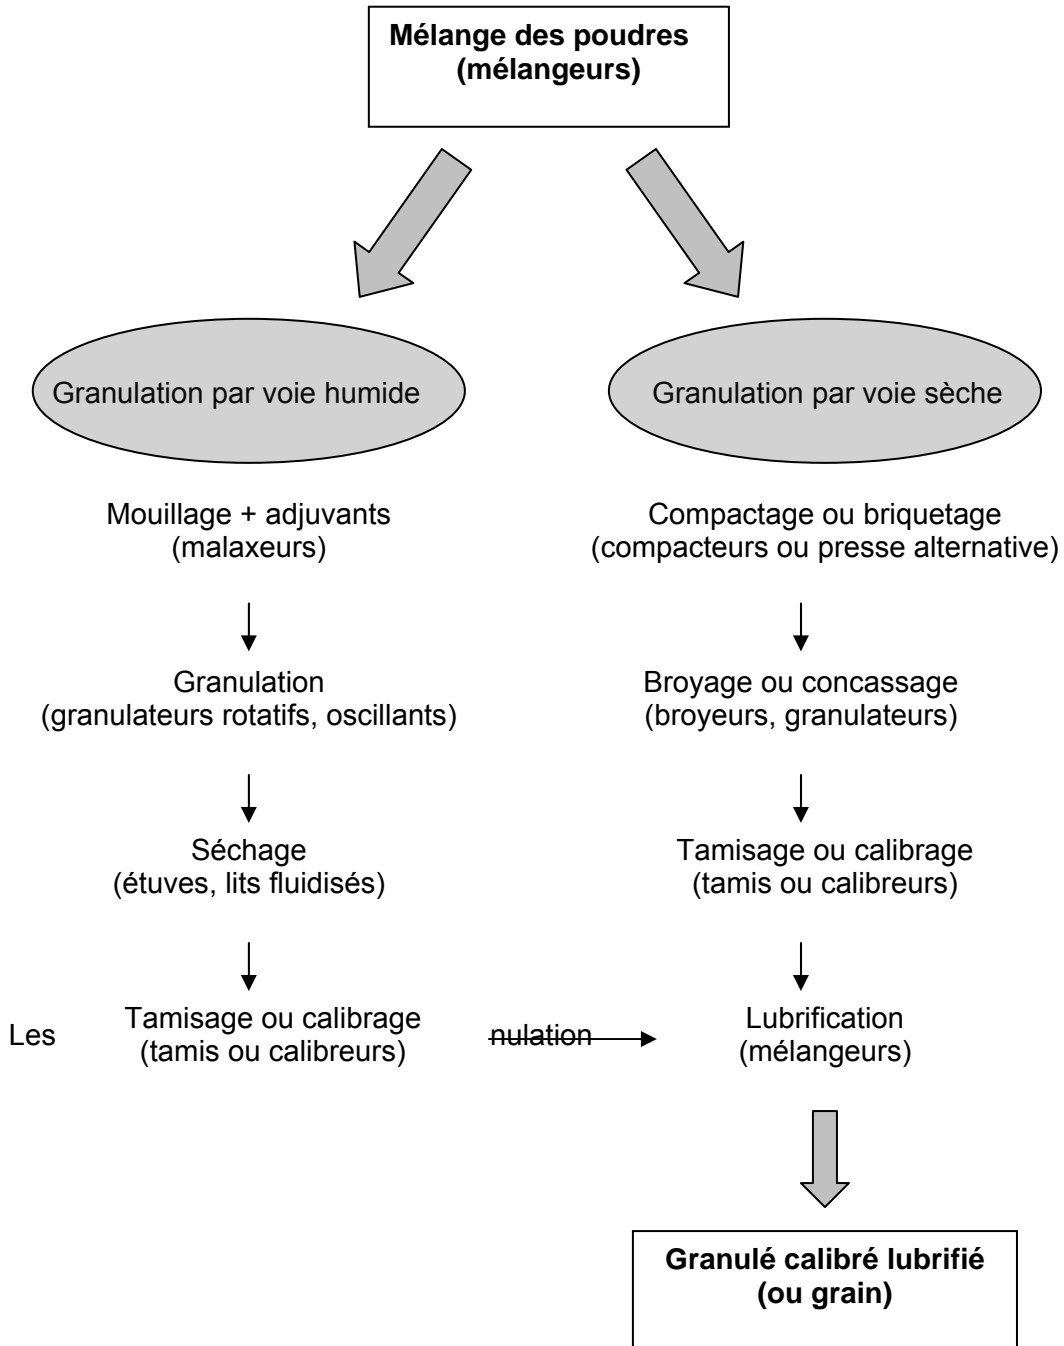 Mélange des poudres
(mélangeurs)
Granulation par voie humide
Granulation par voie sèche
Mouillage + adjuvants
(malaxeurs)
Compactage ou briquetage
(compacteurs ou presse alternative)
Granulation
(granulateurs rotatifs, oscillants)
Broyage ou concassage
(broyeurs, granulateurs)
Séchage
(étuves, lits fluidisés)
Tamisage ou calibrage
(tamis ou calibreurs)
Les
Tamisage ou calibrage
(tamis ou calibreurs)
nulation
Lubrification
(mélangeurs)
Granulé calibré lubrifié
(ou grain)